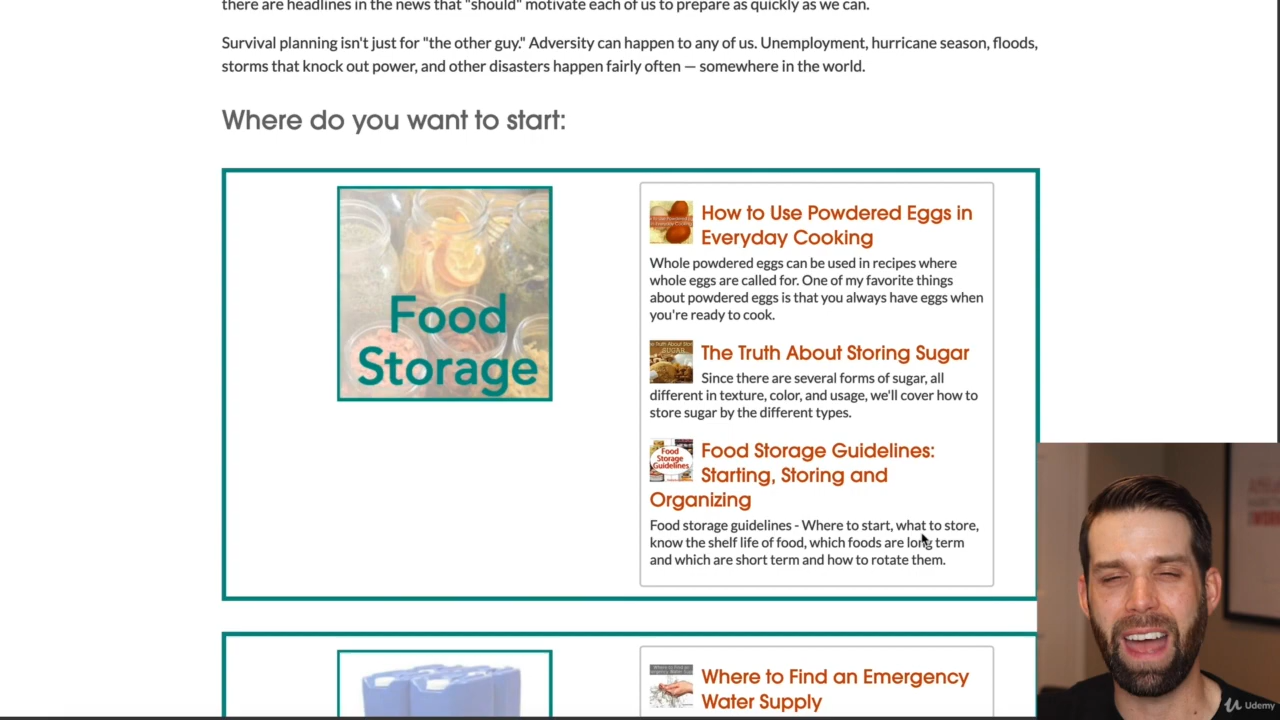 there are headlines in the news that "should" motivate each of us to prepare as quickly as we can.
Survival planning isn't just for "the other guy." Adversity can happen to any of us. Unemployment, hurricane season, floods,
storms that knock out power, and other disasters happen fairly often — somewhere in the world.
Where do you want to start:
Food
Storage
How to Use Powdered Eggs in
Everyday Cooking
Whole powdered eggs can be used in recipes where
whole eggs are called for. One of my favorite things
about powdered eggs is that you always have eggs when
you're ready to cook.
The Truth About Storing Sugar
Since there are several forms of sugar, all
different in texture, color, and usage, we'll cover how to
store sugar by the different types.
Food
Storage
Guidelines
Food Storage Guidelines:
Starting, Storing and
Organizing
Food storage guidelines - Where to start, what to store,
know the shelf life of food, which foods are long term
and which are short term and how to rotate them.
Where to Find an Emergency
Water Supply
Udemy